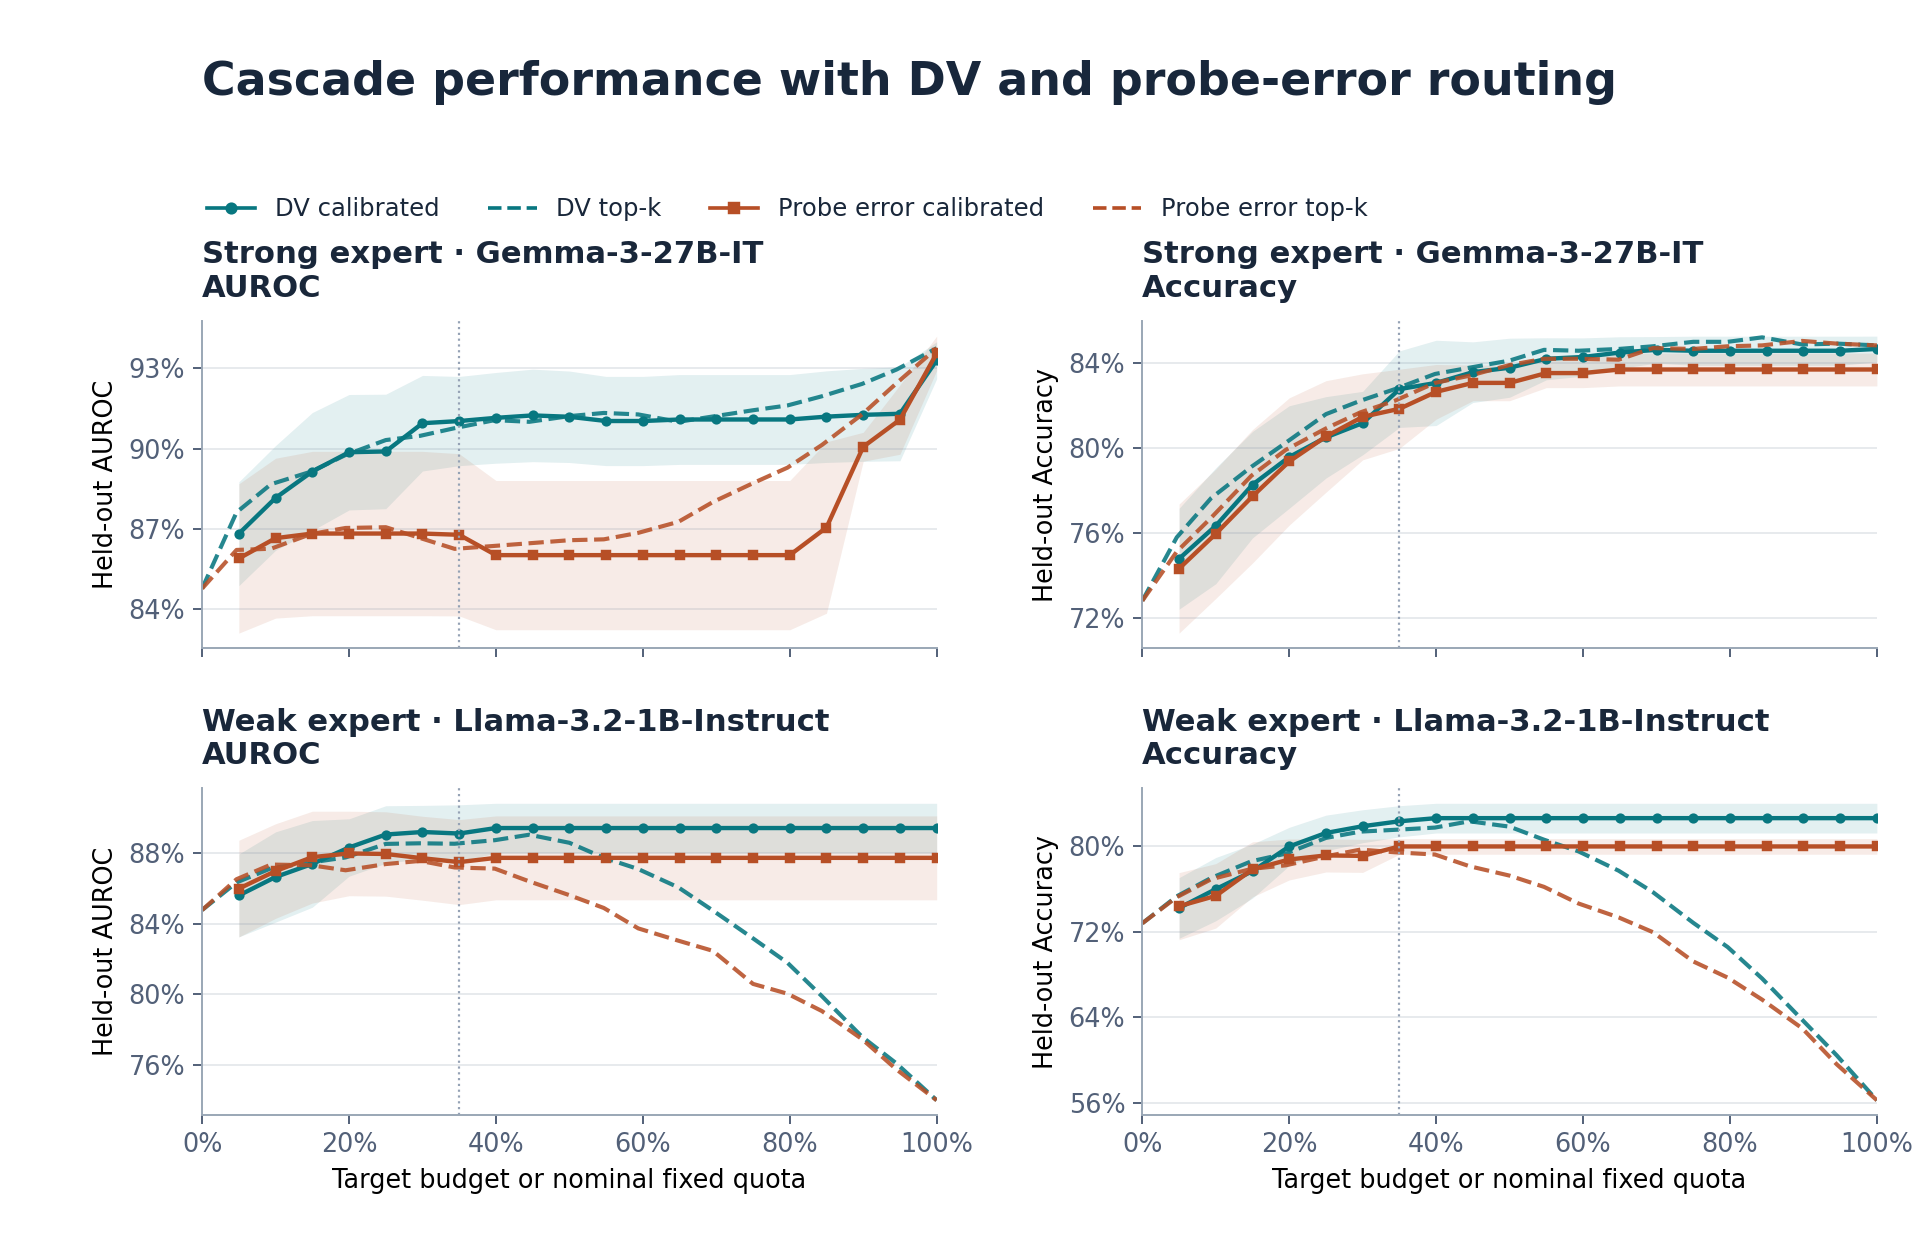 Cascade performance with DV and probe-error routing
DV calibrated
DV top-k
Probe error calibrated
Probe error top-k
Strong expert · Gemma-3-27B-IT
AUROC
Held-out AUROC
93%
90%
87%
84%
Strong expert · Gemma-3-27B-IT
Accuracy
Held-out Accuracy
84%
80%
76%
72%
Weak expert · Llama-3.2-1B-Instruct
AUROC
Held-out AUROC
88%
84%
80%
76%
0% 20% 40% 60% 80% 100%
Target budget or nominal fixed quota
Weak expert · Llama-3.2-1B-Instruct
Accuracy
Held-out Accuracy
80%
72%
64%
56%
0% 20% 40% 60% 80% 100%
Target budget or nominal fixed quota